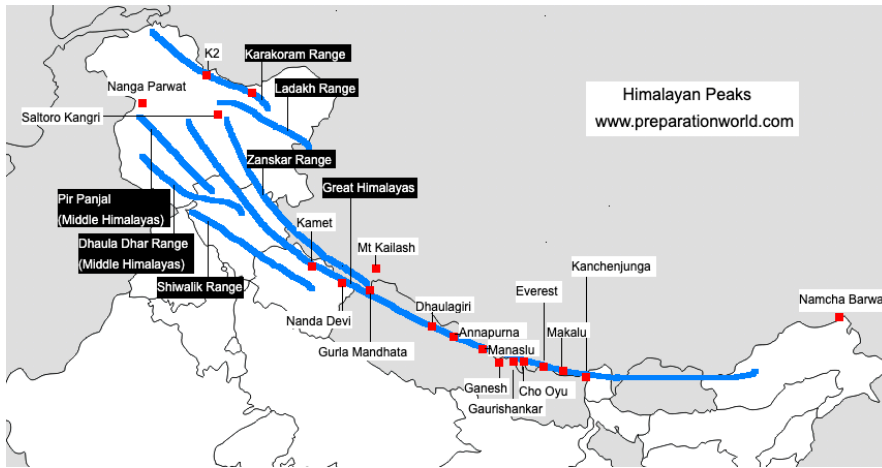 K2
Karakoram Range
Himalayan Peaks
www.preparationworld.com
Nanga Parwat
Ladakh Range
Saltoro Kangri
Zanskar Range
Pir Panjal
(Middle Himalayas)
Great Himalayas
Dhaula Dhar Range
(Middle Himalayas)
Kamet
Mt Kailash
Shiwalik Range
Kanchenjunga
Everest
Namcha Barwa
Nanda Devi
Dhaulagiri
Annapurna
Makalu
Gurla Mandhata
Manaslu
Ganesh
Cho Oyu
Gaurishankar